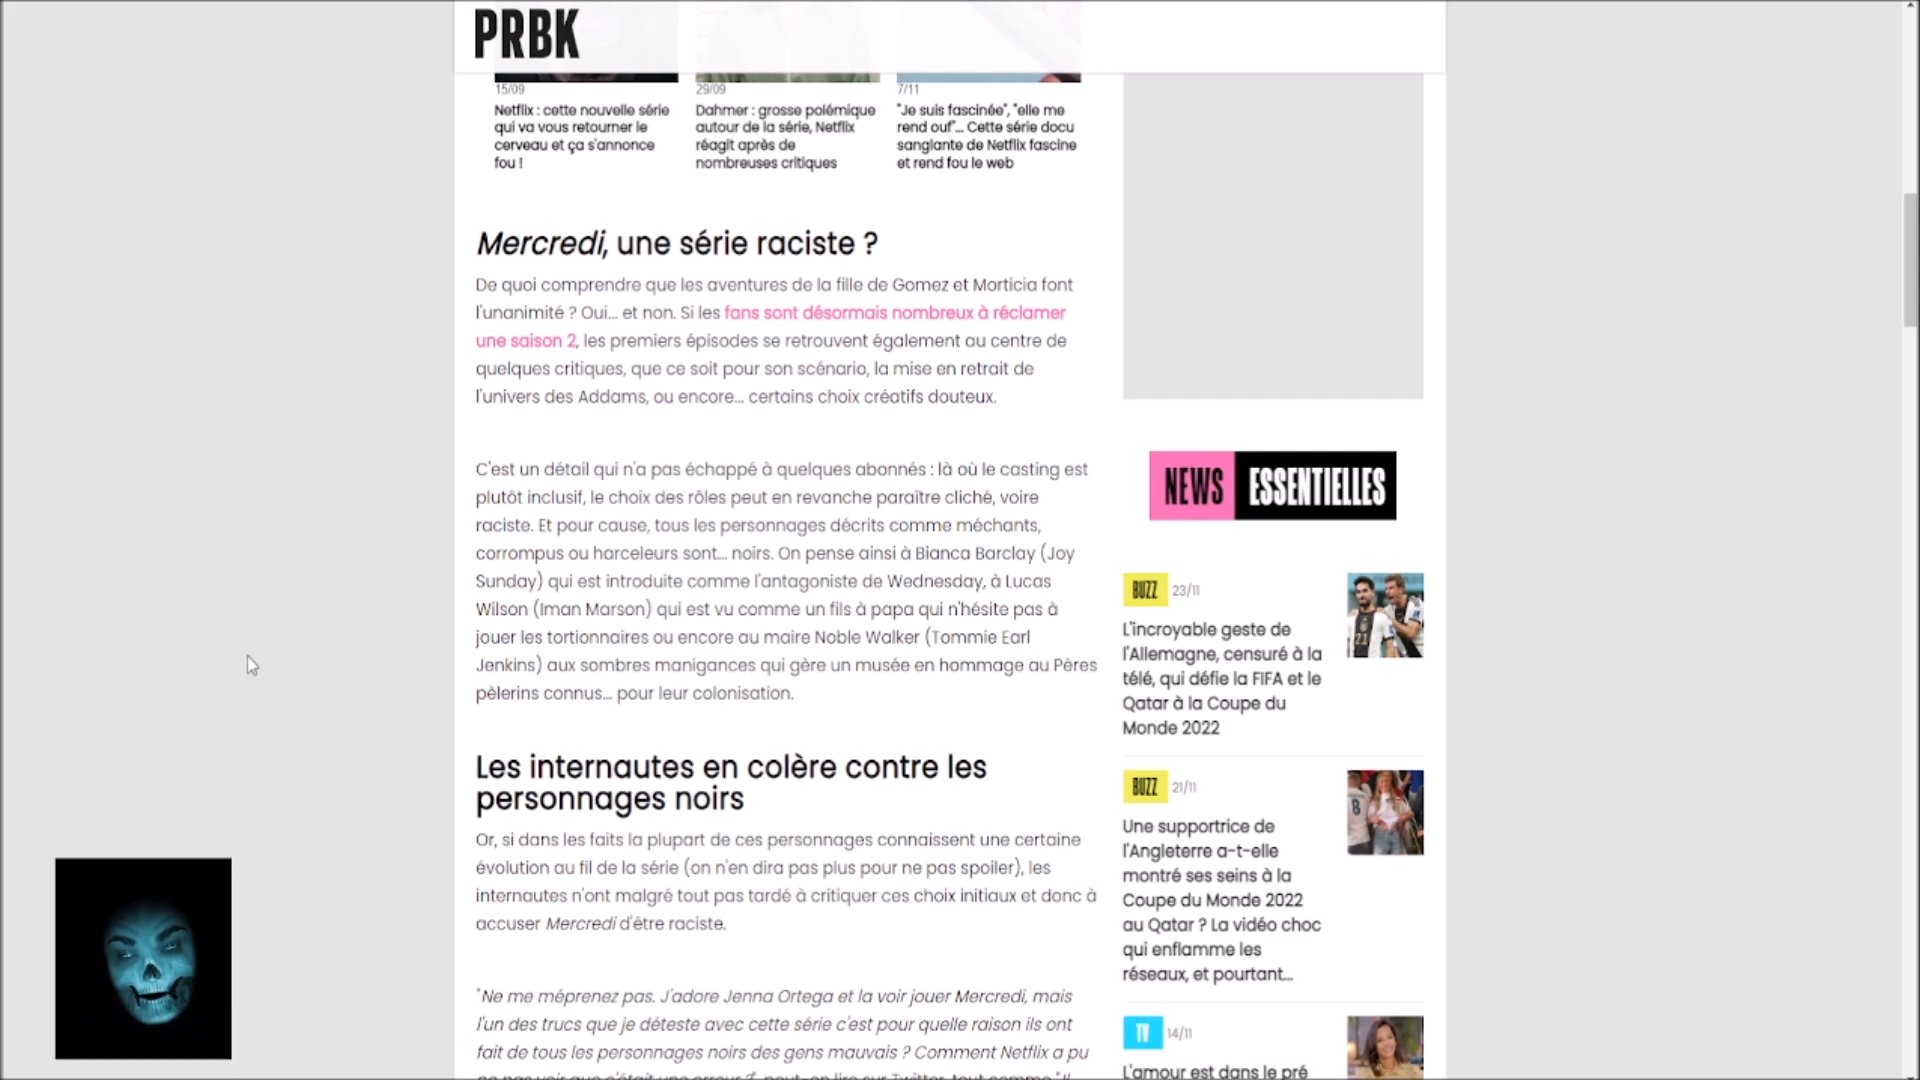 PRBK
15/09
Netflix : cette nouvelle série
qui va vous retourner le
cerveau et ça s'annonce
fou !
29/09
Dahmer : grosse polémique
autour de la série, Netflix
réagit après de
nombreuses critiques
7/11
"Je suis fascinée", "elle me
rend ouf"... Cette série docu
sanglante de Netflix fascine
et rend fou le web
Mercredi, une série raciste ?
De quoi comprendre que les aventures de la fille de Gomez et Morticia font
l'unanimité ? Oui... et non. Si les fans sont désormais nombreux à réclamer
une saison 2, les premiers épisodes se retrouvent également au centre de
quelques critiques, que ce soit pour son scénario, la mise en retrait de
l'univers des Addams, ou encore... certains choix créatifs douteux.
C'est un détail qui n'a pas échappé à quelques abonnés : là où le casting est
plutôt inclusif, le choix des rôles peut en revanche paraître cliché, voire
raciste. Et pour cause, tous les personnages décrits comme méchants,
corrompus ou harceleurs sont... noirs. On pense ainsi à Bianca Barclay (Joy
Sunday) qui est introduite comme l'antagoniste de Wednesday, à Lucas
Wilson (Iman Marson) qui est vu comme un fils à papa qui n'hésite pas à
jouer les tortionnaires ou encore au maire Noble Walker (Tommie Earl
Jenkins) aux sombres manigances qui gère un musée en hommage au Pères
pèlerins connus... pour leur colonisation.
Les internautes en colère contre les
personnages noirs
Or, si dans les faits la plupart de ces personnages connaissent une certaine
évolution au fil de la série (on n'en dira pas plus pour ne pas spoiler), les
internautes n'ont malgré tout pas tardé à critiquer ces choix initiaux et donc à
accuser Mercredi d'être raciste.
"Ne me méprenez pas. J'adore Jenna Ortega et la voir jouer Mercredi, mais
l'un des trucs que je déteste avec cette série c'est pour quelle raison ils ont
fait de tous les personnages noirs des gens mauvais ? Comment Netflix a pu
ne pas voir que c'était une erreur ?", peut-on lire sur Twitter, tout comme "Il
NEWS ESSENTIELLES
BUZZ 23/11
L'incroyable geste de
l'Allemagne, censuré à la
télé, qui défie la FIFA et le
Qatar à la Coupe du
Monde 2022
BUZZ 21/11
Une supportrice de
l'Angleterre a-t-elle
montré ses seins à la
Coupe du Monde 2022
au Qatar ? La vidéo choc
qui enflamme les
réseaux, et pourtant...
TV 14/11
L'amour est dans le pré